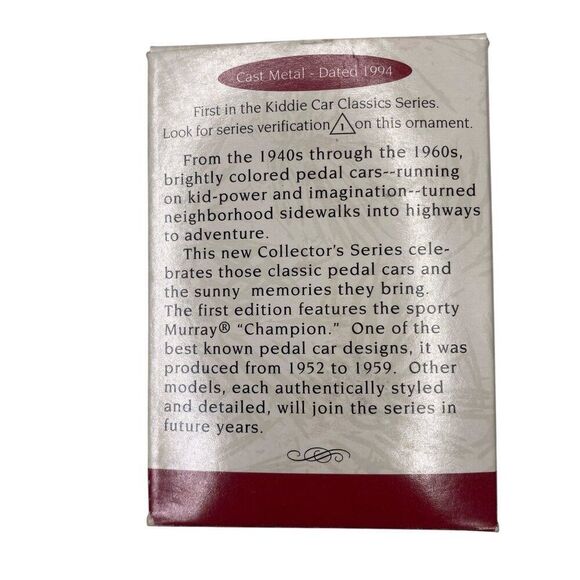 Cast Metal - Dated 1994
First in the Kiddie Car Classics Series.
Look for series verification 1 on this ornament.
From the 1940s through the 1960s,
brightly colored pedal cars--running
on kid-power and imagination--turned
neighborhood sidewalks into highways
to adventure.
This new Collector's Series cele-
brates those classic pedal cars and
the sunny memories they bring.
The first edition features the sporty
Murray® "Champion." One of the
best known pedal car designs, it was
produced from 1952 to 1959. Other
models, each authentically styled
and detailed, will join the series in
future years.